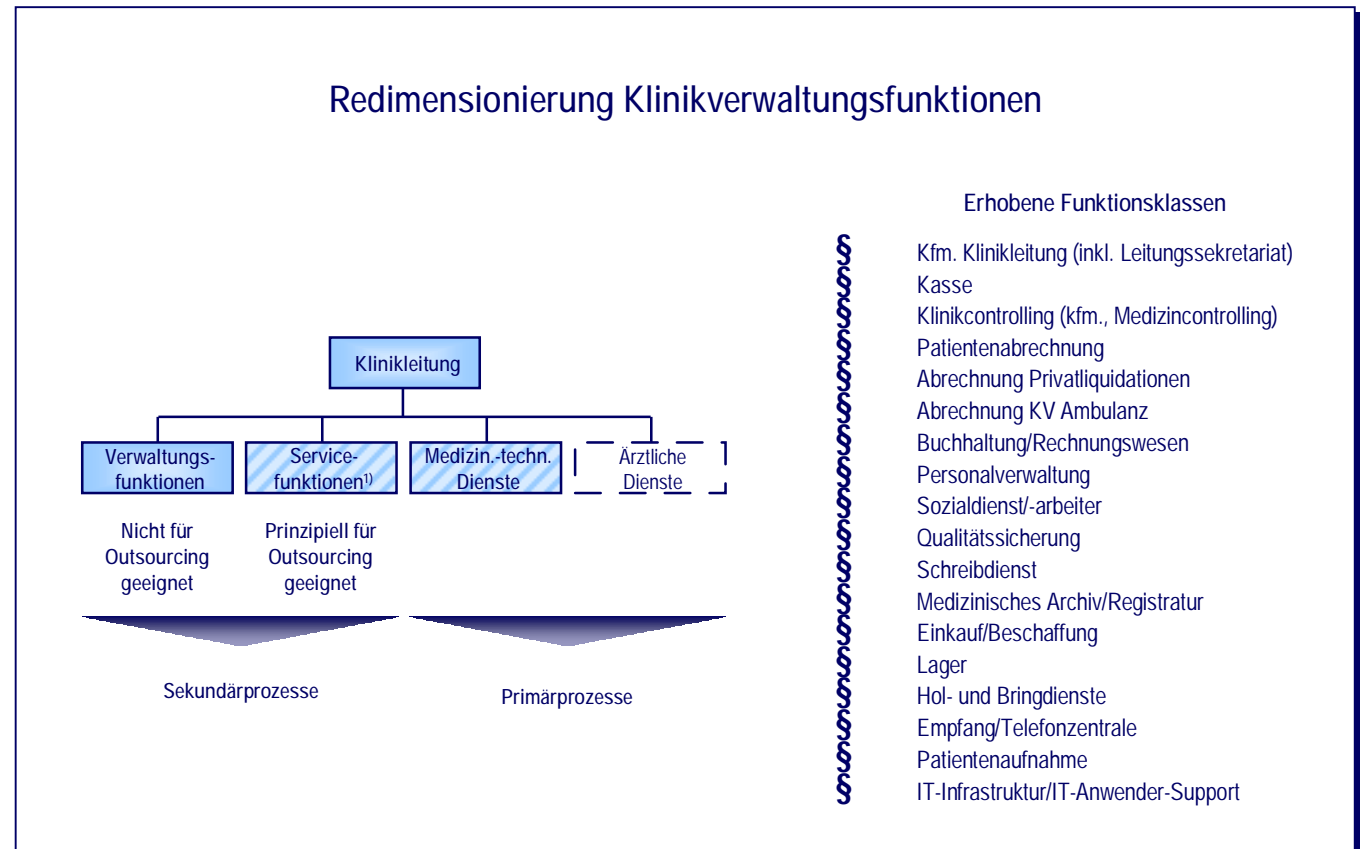 Redimensionierung Klinikverwaltungsfunktionen
Klinikleitung
Verwaltungs-
funktionen
Service-
funktionen¹⁾
Medizin.-techn.
Dienste
Ärztliche
Dienste
Nicht für
Outsourcing
geeignet
Prinzipiell für
Outsourcing
geeignet
Sekundärprozesse
Primärprozesse
Erhobene Funktionsklassen
§ Kfm. Klinikleitung (inkl. Leitungssekretariat)
§ Kasse
§ Klinikcontrolling (kfm., Medizincontrolling)
§ Patientenabrechnung
§ Abrechnung Privatliquidationen
§ Abrechnung KV Ambulanz
§ Buchhaltung/Rechnungswesen
§ Personalverwaltung
§ Sozialdienst/-arbeiter
§ Qualitätssicherung
§ Schreibdienst
§ Medizinisches Archiv/Registratur
§ Einkauf/Beschaffung
§ Lager
§ Hol- und Bringdienste
§ Empfang/Telefonzentrale
§ Patientenaufnahme
§ IT-Infrastruktur/IT-Anwender-Support